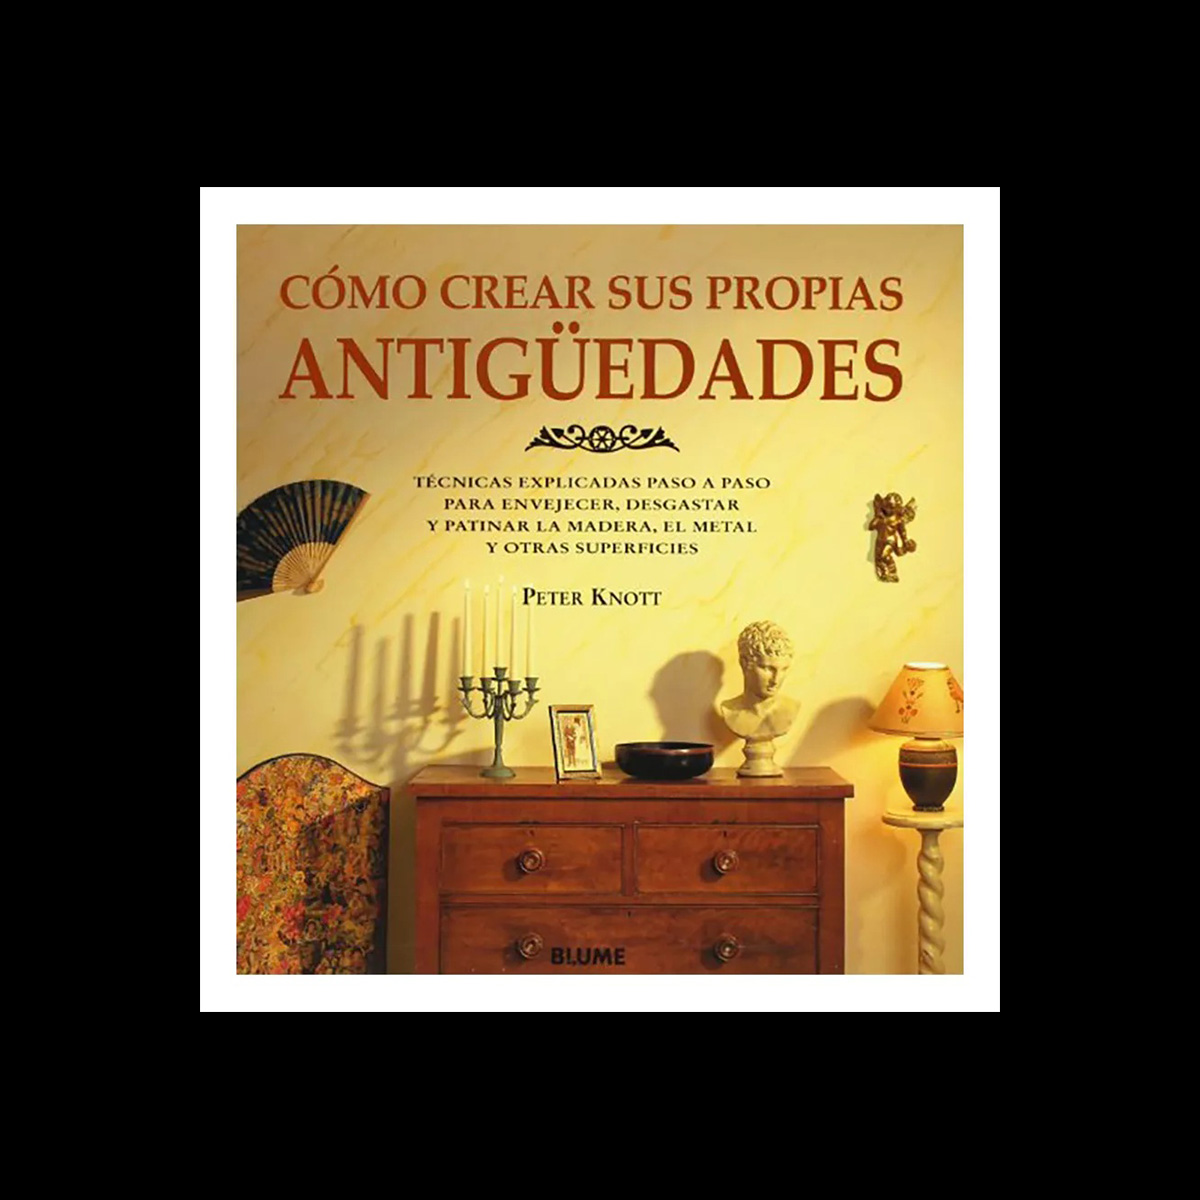 CÓMO CREAR SUS PROPIAS
ANTIGÜEDADES
TÉCNICAS EXPLICADAS PASO A PASO
PARA ENVEJECER, DESGASTAR
Y PATINAR LA MADERA, EL METAL
Y OTRAS SUPERFICIES
PETER KNOTT
BLUME